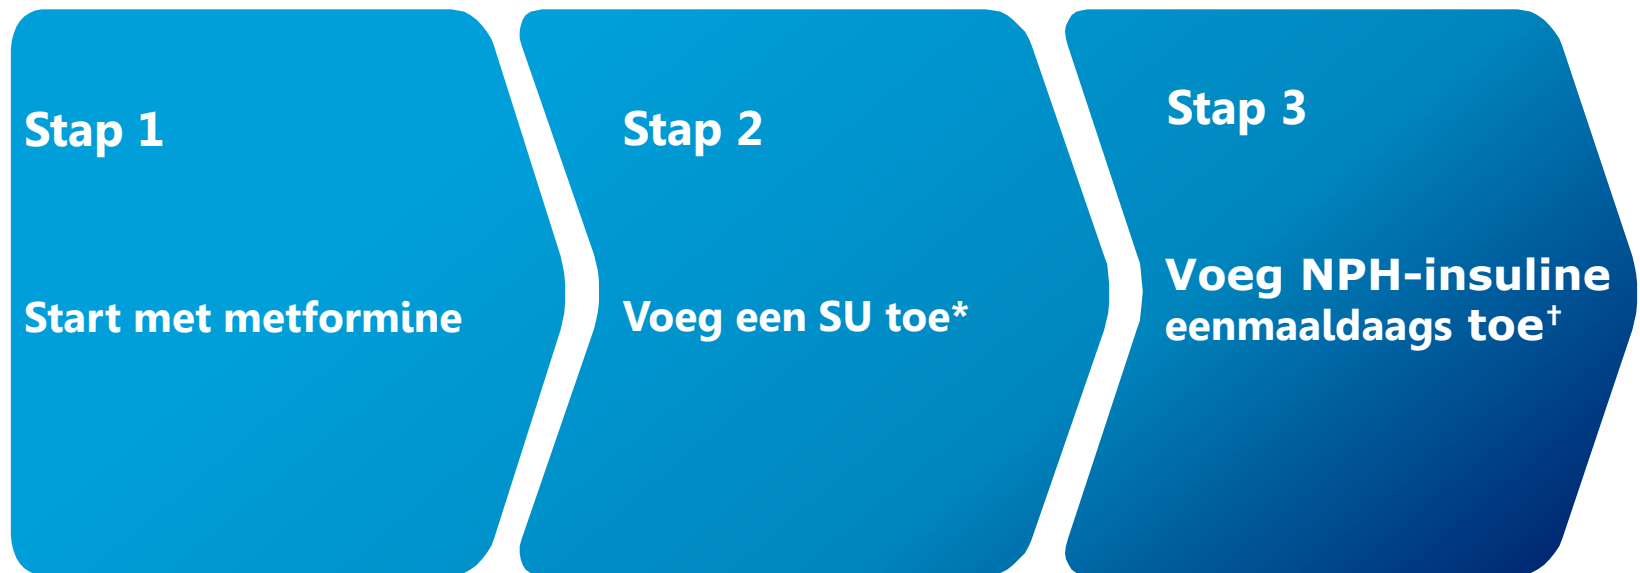 Stap 1
Start met metformine
Stap 2
Voeg een SU toe*
Stap 3
Voeg NPH-insuline
eenmaaldaags toe†